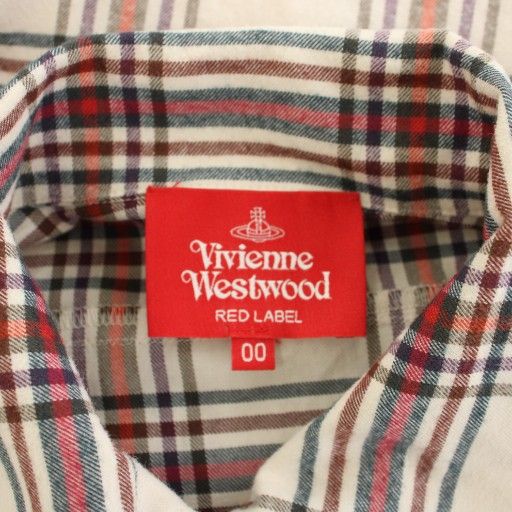 Vivienne
Westwood
RED LABEL
00